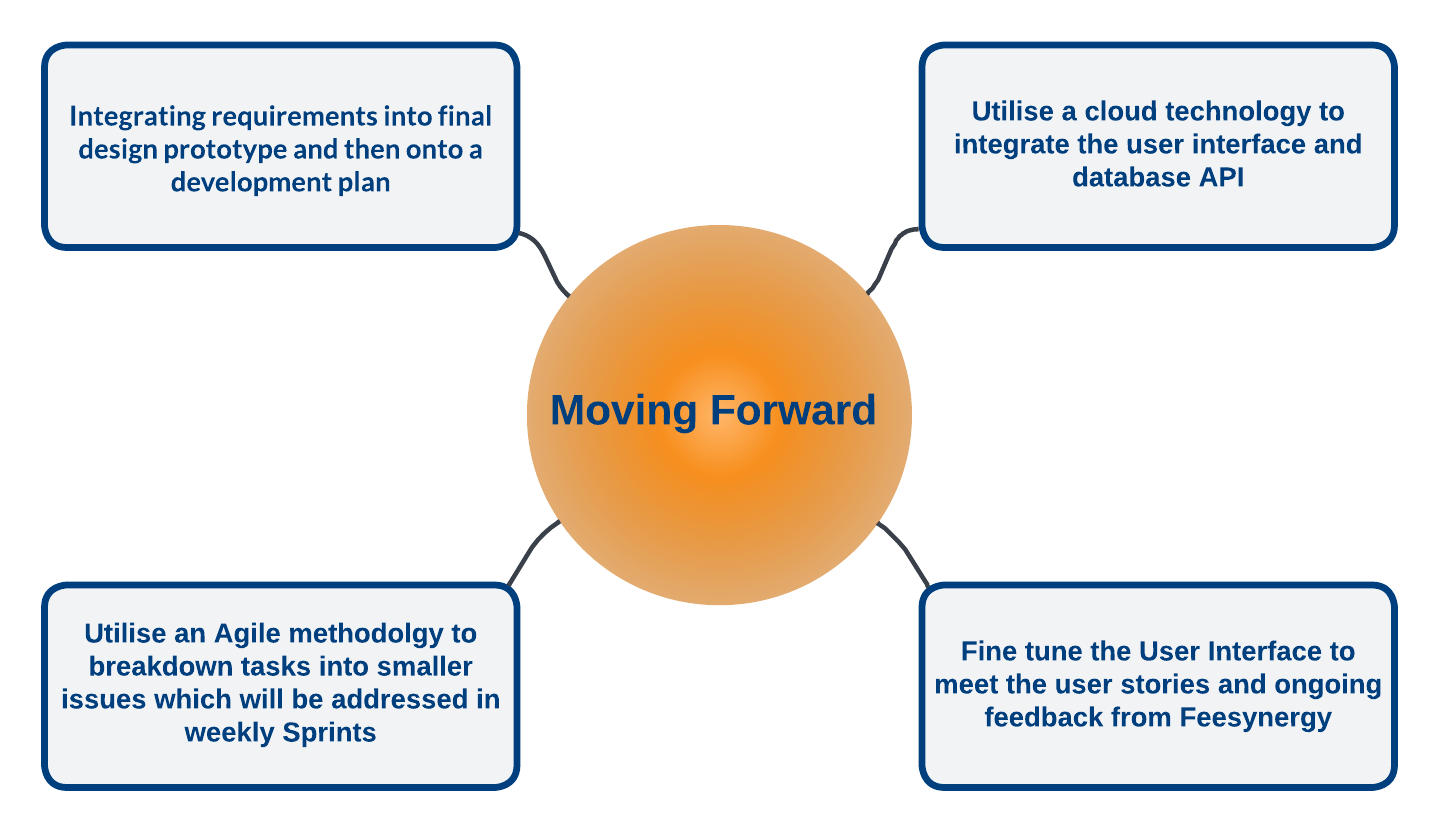 Integrating requirements into final
design prototype and then onto a
development plan
Utilise a cloud technology to
integrate the user interface and
database API
Moving Forward
Utilise an Agile methodolgy to
breakdown tasks into smaller
issues which will be addressed in
weekly Sprints
Fine tune the User Interface to
meet the user stories and ongoing
feedback from Feesynergy